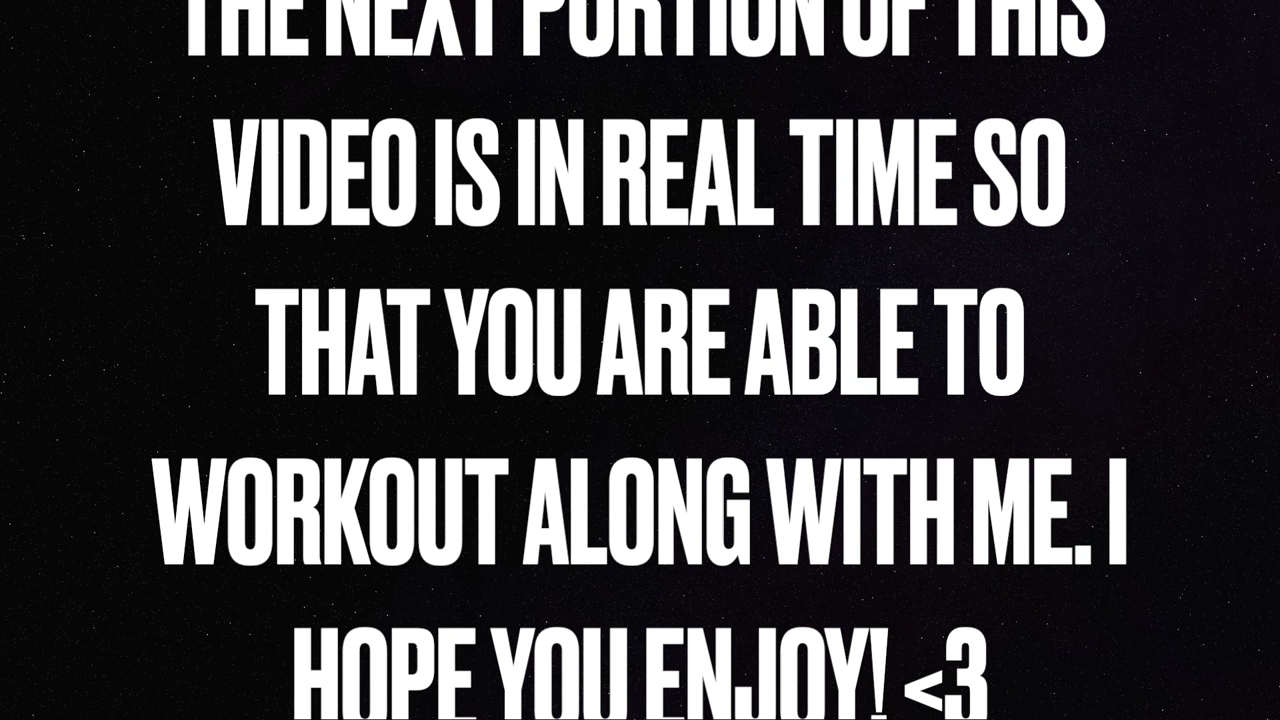 THE NEXT PORTION OF THIS
VIDEO IS IN REAL TIME SO
THAT YOU ARE ABLE TO
WORKOUT ALONG WITH ME. I
HOPE YOU ENJOY! <3